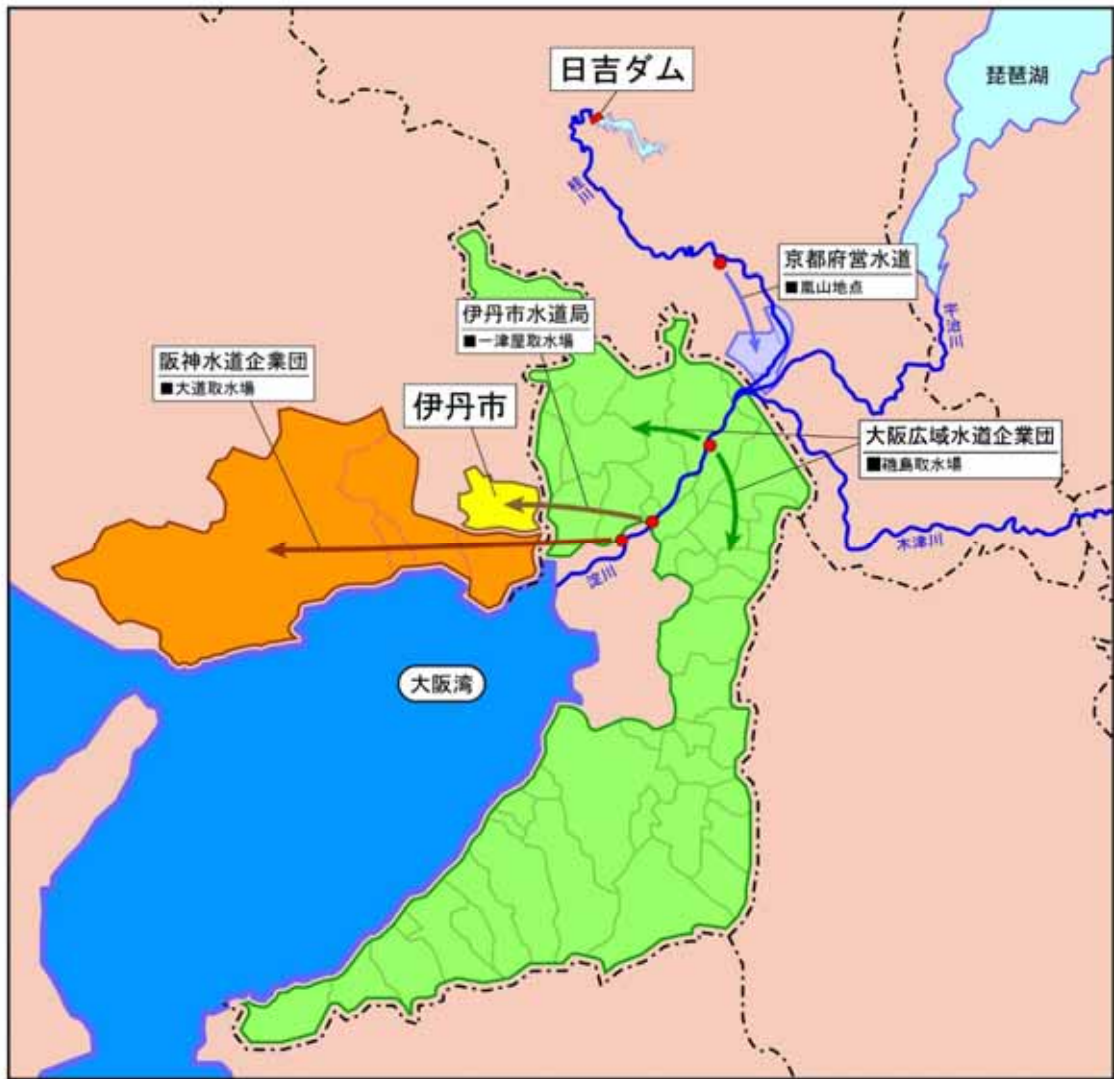 日吉ダム
琵琶湖
桂川
京都府営水道
■嵐山地点
宇治川
伊丹市水道局
■一津屋取水場
阪神水道企業団
■大道取水場
伊丹市
大阪広域水道企業団
■磯島取水場
木津川
淀川
大阪湾